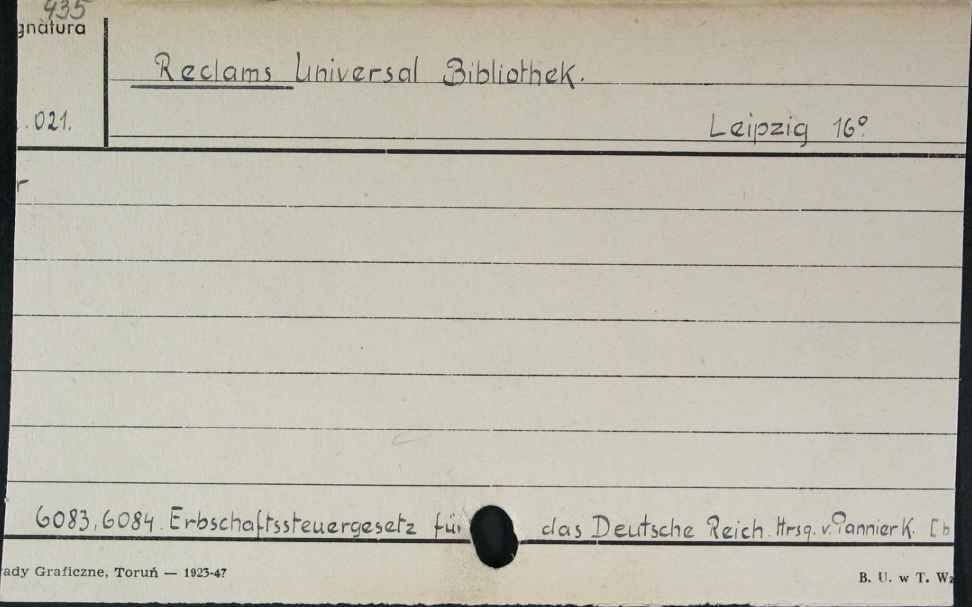 435
gnatura
Reclams Universal Bibliothek.
.021.
Leipzig 16°
6083, 6084. Erbschaftssteuergesetz für das Deutsche Reich. Hrsg. v. Pannier K. [b
ady Graficzne, Toruń — 1923-47
B. U. w T. Wz